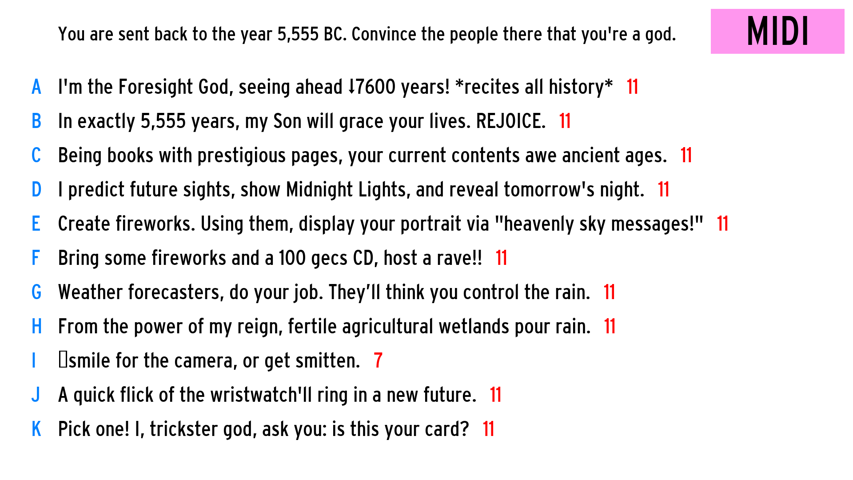 You are sent back to the year 5,555 BC. Convince the people there that you're a god.
MIDI
A I'm the Foresight God, seeing ahead ⇂7600 years! *recites all history* 11
B In exactly 5,555 years, my Son will grace your lives. REJOICE. 11
C Being books with prestigious pages, your current contents awe ancient ages. 11
D I predict future sights, show Midnight Lights, and reveal tomorrow's night. 11
E Create fireworks. Using them, display your portrait via "heavenly sky messages!" 11
F Bring some fireworks and a 100 gecs CD, host a rave!! 11
G Weather forecasters, do your job. They’ll think you control the rain. 11
H From the power of my reign, fertile agricultural wetlands pour rain. 11
I smile for the camera, or get smitten. 7
J A quick flick of the wristwatch'll ring in a new future. 11
K Pick one! I, trickster god, ask you: is this your card? 11